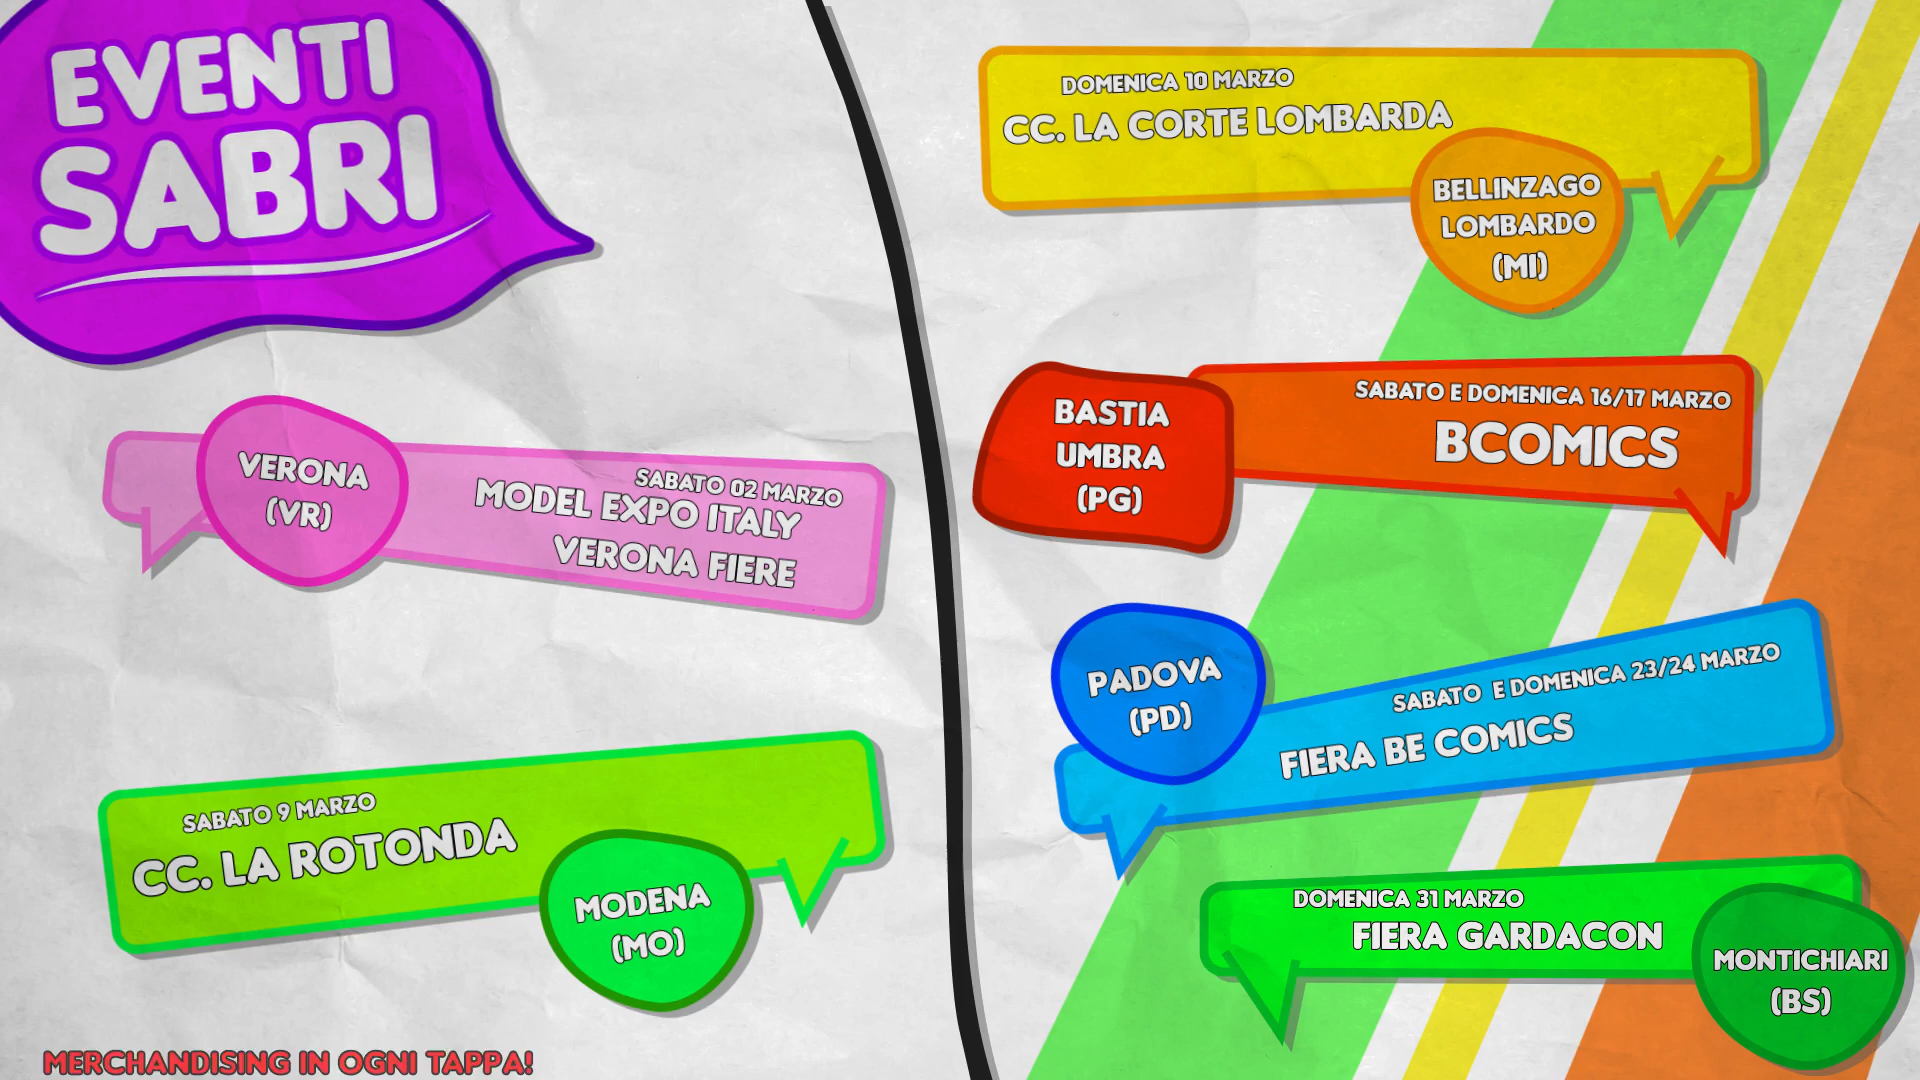 EVENTI
SABRI
VERONA
(VR)
SABATO 02 MARZO
MODEL EXPO ITALY
VERONA FIERE
SABATO 9 MARZO
CC. LA ROTONDA
MODENA
(MO)
MERCHANDISING IN OGNI TAPPA!
DOMENICA 10 MARZO
CC. LA CORTE LOMBARDA
BELLINZAGO
LOMBARDO
(MI)
BASTIA
UMBRA
(PG)
SABATO E DOMENICA 16/17 MARZO
BCOMICS
PADOVA
(PD)
SABATO E DOMENICA 23/24 MARZO
FIERA BE COMICS
DOMENICA 31 MARZO
FIERA GARDACON
MONTICHIARI
(BS)